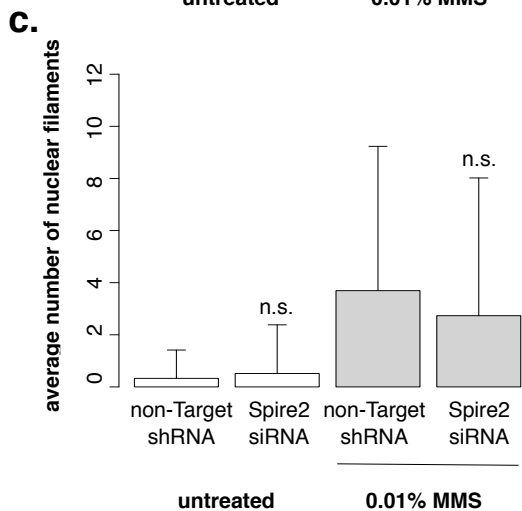 untreated 0.01% MMS
c.
average number of nuclear filaments
12
10
8
6
4
2
0
n.s.
n.s.
non-Target Spire2 non-Target Spire2
shRNA siRNA shRNA siRNA
untreated 0.01% MMS